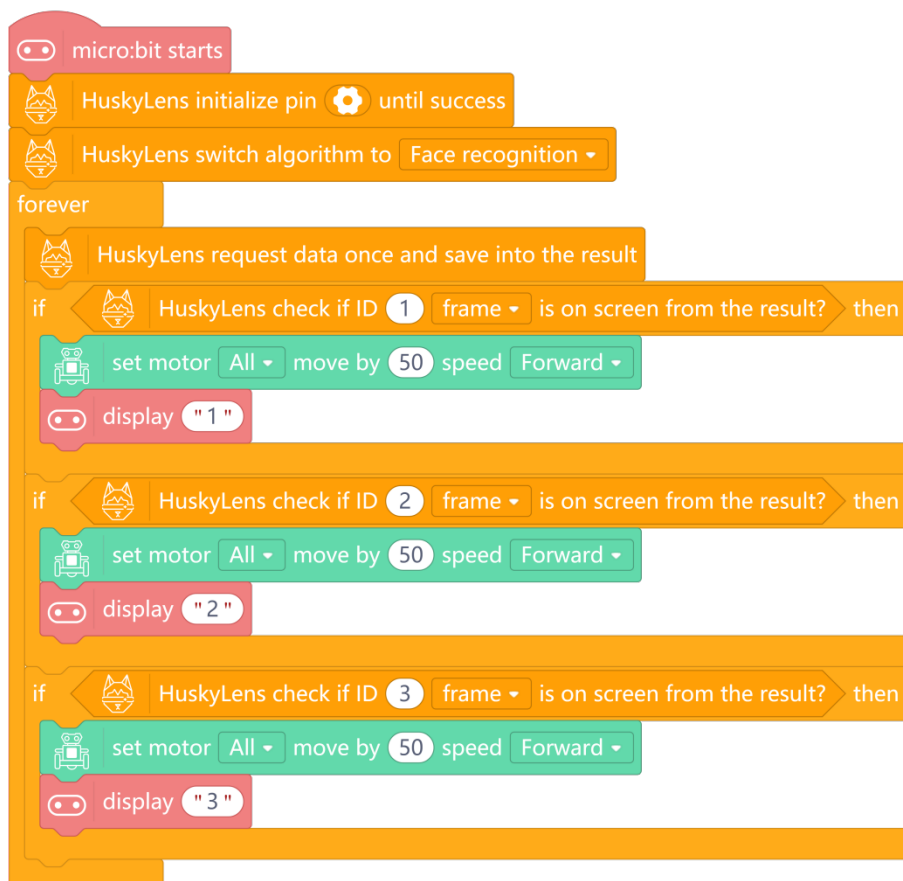 micro:bit starts
HuskyLens initialize pin until success
HuskyLens switch algorithm to Face recognition
forever
HuskyLens request data once and save into the result
if HuskyLens check if ID 1 frame is on screen from the result? then
set motor All move by 50 speed Forward
display "1"
if HuskyLens check if ID 2 frame is on screen from the result? then
set motor All move by 50 speed Forward
display "2"
if HuskyLens check if ID 3 frame is on screen from the result? then
set motor All move by 50 speed Forward
display "3"